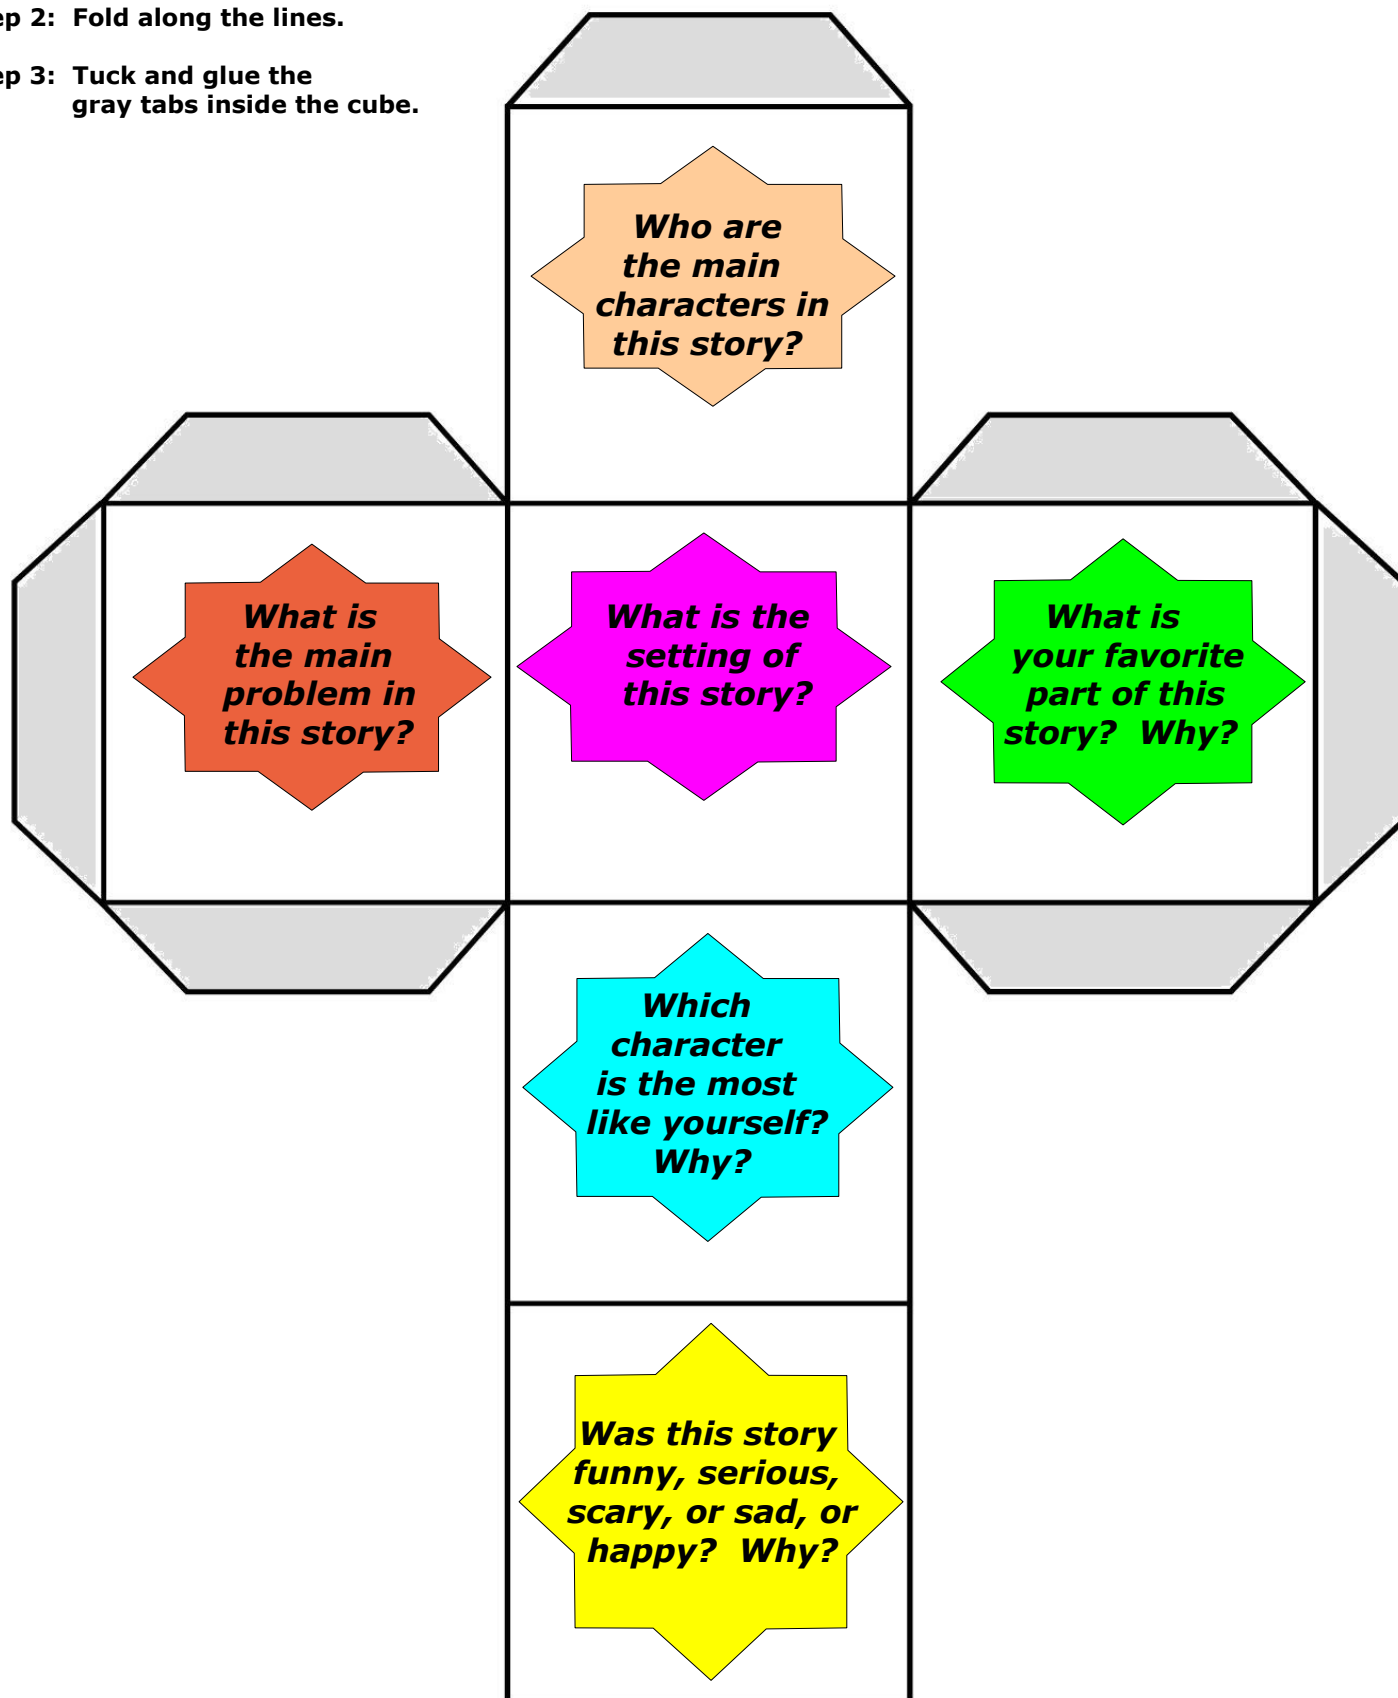 ep 2:  Fold along the lines.
ep 3:  Tuck and glue the
gray tabs inside the cube.
Who are
the main
characters in
this story?
What is
the main
problem in
this story?
What is the
setting of
this story?
What is
your favorite
part of this
story?  Why?
Which
character
is the most
like yourself?
Why?
Was this story
funny, serious,
scary, or sad, or
happy?  Why?